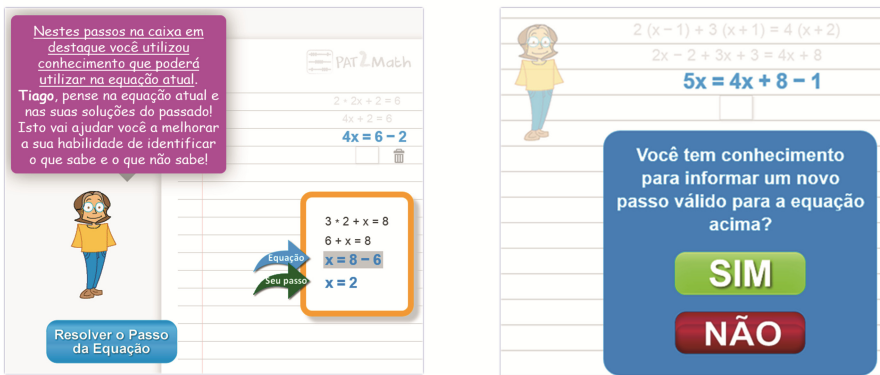 Nestes passos na caixa em
destaque você utilizou
conhecimento que poderá
utilizar na equação atual.
Tiago, pense na equação atual e
nas suas soluções do passado!
Isto vai ajudar você a melhorar
a sua habilidade de identificar
o que sabe e o que não sabe!
PAT2Math
2 * 2x + 2 = 6
4x + 2 = 6
4x = 6 − 2
3 * 2 + x = 8
6 + x = 8
Equação
x = 8 − 6
Seu passo
x = 2
Resolver o Passo
da Equação
2 (x − 1) + 3 (x + 1) = 4 (x + 2)
2x − 2 + 3x + 3 = 4x + 8
5x = 4x + 8 − 1
Você tem conhecimento
para informar um novo
passo válido para a equação
acima?
SIM
NÃO